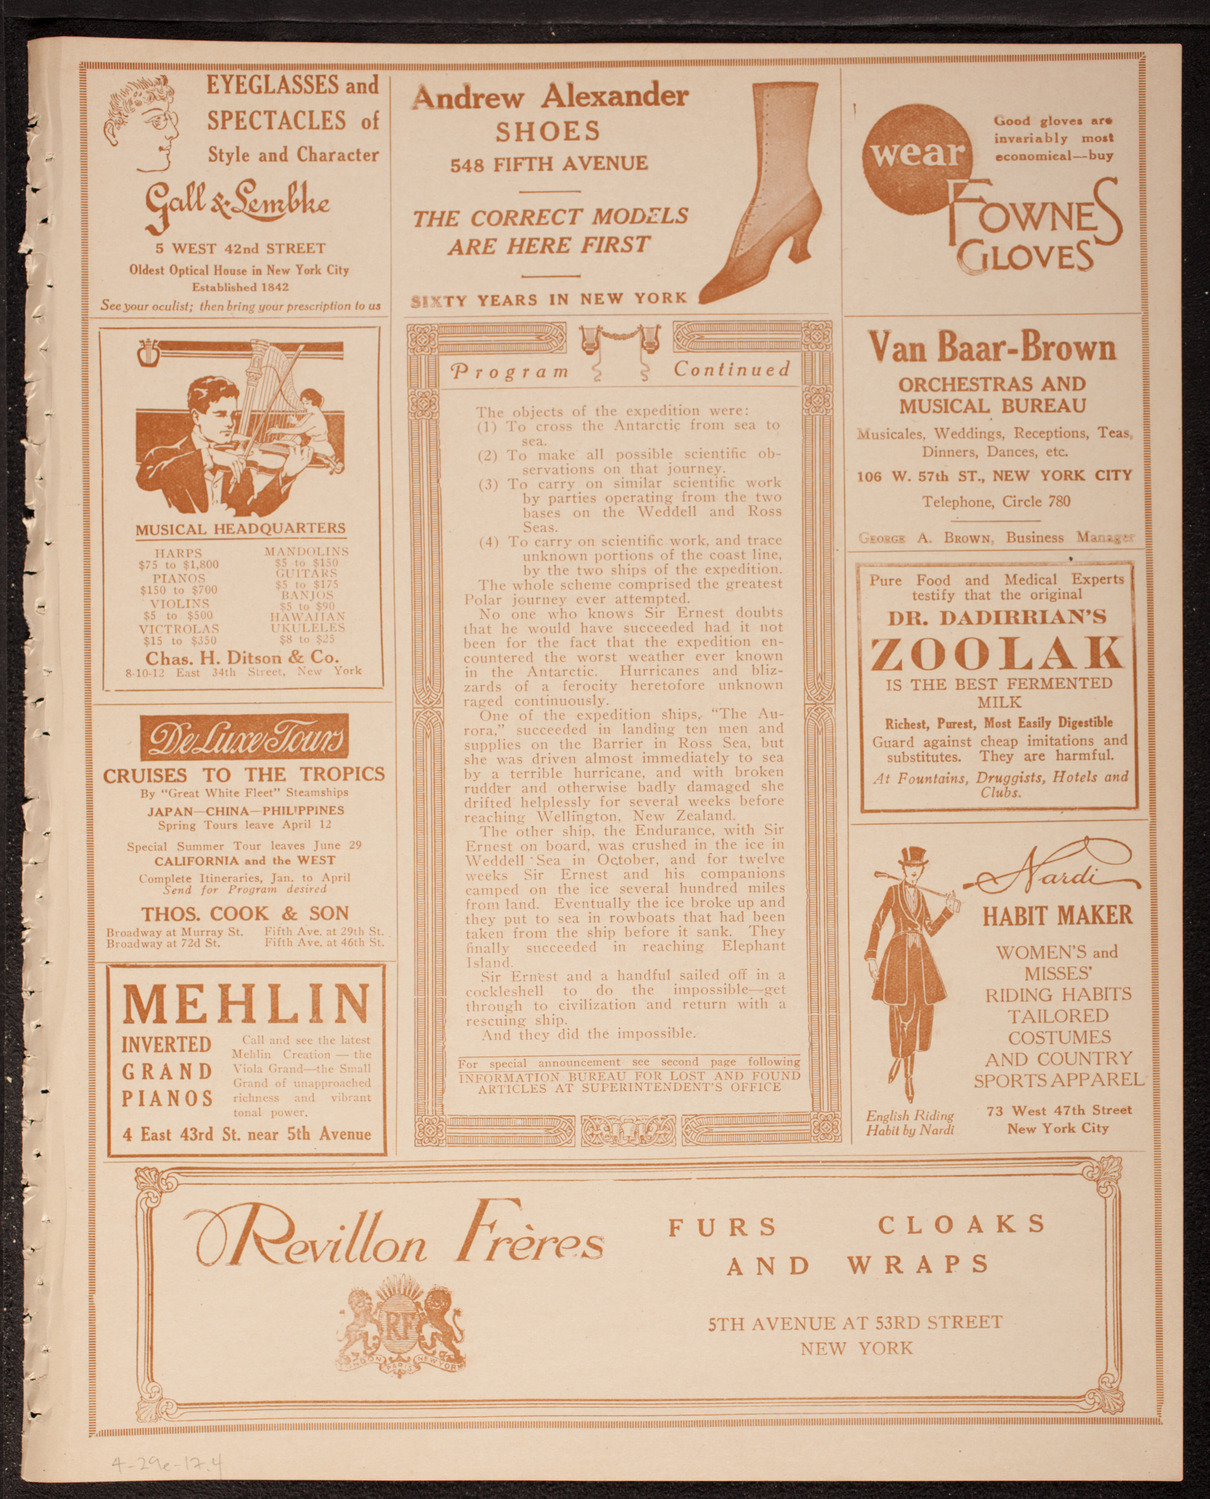 EYEGLASSES and
SPECTACLES of
Style and Character
Gall & Lembke
5 WEST 42nd STREET
Oldest Optical House in New York City
Established 1842
See your oculist; then bring your prescription to us
Andrew Alexander
SHOES
548 FIFTH AVENUE
THE CORRECT MODELS
ARE HERE FIRST
SIXTY YEARS IN NEW YORK
Good gloves are
invariably most
economical—buy
wear
FOWNES
GLOVES
MUSICAL HEADQUARTERS
HARPS
$75 to $1,800
PIANOS
$150 to $700
VIOLINS
$5 to $500
VICTROLAS
$15 to $350
MANDOLINS
$5 to $150
GUITARS
$5 to $175
BANJOS
$5 to $90
HAWAIIAN
UKULELES
$8 to $25
Chas. H. Ditson & Co.
8-10-12 East 34th Street, New York
De Luxe Tours
CRUISES TO THE TROPICS
By "Great White Fleet" Steamships
JAPAN—CHINA—PHILIPPINES
Spring Tours leave April 12
Special Summer Tour leaves June 29
CALIFORNIA and the WEST
Complete Itineraries, Jan. to April
Send for Program desired
THOS. COOK & SON
Broadway at Murray St. Fifth Ave. at 29th St.
Broadway at 72d St. Fifth Ave. at 46th St.
MEHLIN
INVERTED
GRAND
PIANOS
Call and see the latest
Mehlin Creation — the
Viola Grand—the Small
Grand of unapproached
richness and vibrant
tonal power.
4 East 43rd St. near 5th Avenue
Program Continued
The objects of the expedition were:
(1) To cross the Antarctic from sea to
sea.
(2) To make all possible scientific ob-
servations on that journey.
(3) To carry on similar scientific work
by parties operating from the two
bases on the Weddell and Ross
Seas.
(4) To carry on scientific work, and trace
unknown portions of the coast line,
by the two ships of the expedition.
The whole scheme comprised the greatest
Polar journey ever attempted.
No one who knows Sir Ernest doubts
that he would have succeeded had it not
been for the fact that the expedition en-
countered the worst weather ever known
in the Antarctic. Hurricanes and bliz-
zards of a ferocity heretofore unknown
raged continuously.
One of the expedition ships, "The Au-
rora," succeeded in landing ten men and
supplies on the Barrier in Ross Sea, but
she was driven almost immediately to sea
by a terrible hurricane, and with broken
rudder and otherwise badly damaged she
drifted helplessly for several weeks before
reaching Wellington, New Zealand.
The other ship, the Endurance, with Sir
Ernest on board, was crushed in the ice in
Weddell Sea in October, and for twelve
weeks Sir Ernest and his companions
camped on the ice several hundred miles
from land. Eventually the ice broke up and
they put to sea in rowboats that had been
taken from the ship before it sank. They
finally succeeded in reaching Elephant
Island.
Sir Ernest and a handful sailed off in a
cockleshell to do the impossible—get
through to civilization and return with a
rescuing ship.
And they did the impossible.
For special announcement see second page following
INFORMATION BUREAU FOR LOST AND FOUND
ARTICLES AT SUPERINTENDENT'S OFFICE
Van Baar-Brown
ORCHESTRAS AND
MUSICAL BUREAU
Musicales, Weddings, Receptions, Teas,
Dinners, Dances, etc.
106 W. 57th ST., NEW YORK CITY
Telephone, Circle 780
GEORGE A. BROWN, Business Manager
Pure Food and Medical Experts
testify that the original
DR. DADIRRIAN'S
ZOOLAK
IS THE BEST FERMENTED
MILK
Richest, Purest, Most Easily Digestible
Guard against cheap imitations and
substitutes. They are harmful.
At Fountains, Druggists, Hotels and
Clubs.
Nardi
HABIT MAKER
WOMEN'S and
MISSES'
RIDING HABITS
TAILORED
COSTUMES
AND COUNTRY
SPORTS APPAREL
English Riding
Habit by Nardi
73 West 47th Street
New York City
Revillon Frères
RF
LONDON PARIS NEW YORK
FURS CLOAKS
AND WRAPS
5TH AVENUE AT 53RD STREET
NEW YORK
4-29e-17.4